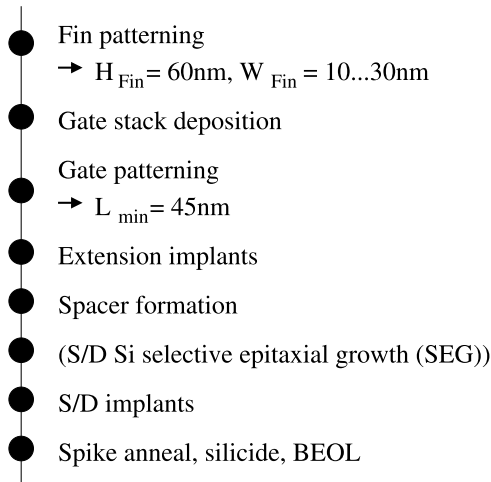 Fin patterning
→ H Fin = 60nm, W Fin = 10...30nm
Gate stack deposition
Gate patterning
→ L min = 45nm
Extension implants
Spacer formation
(S/D Si selective epitaxial growth (SEG))
S/D implants
Spike anneal, silicide, BEOL